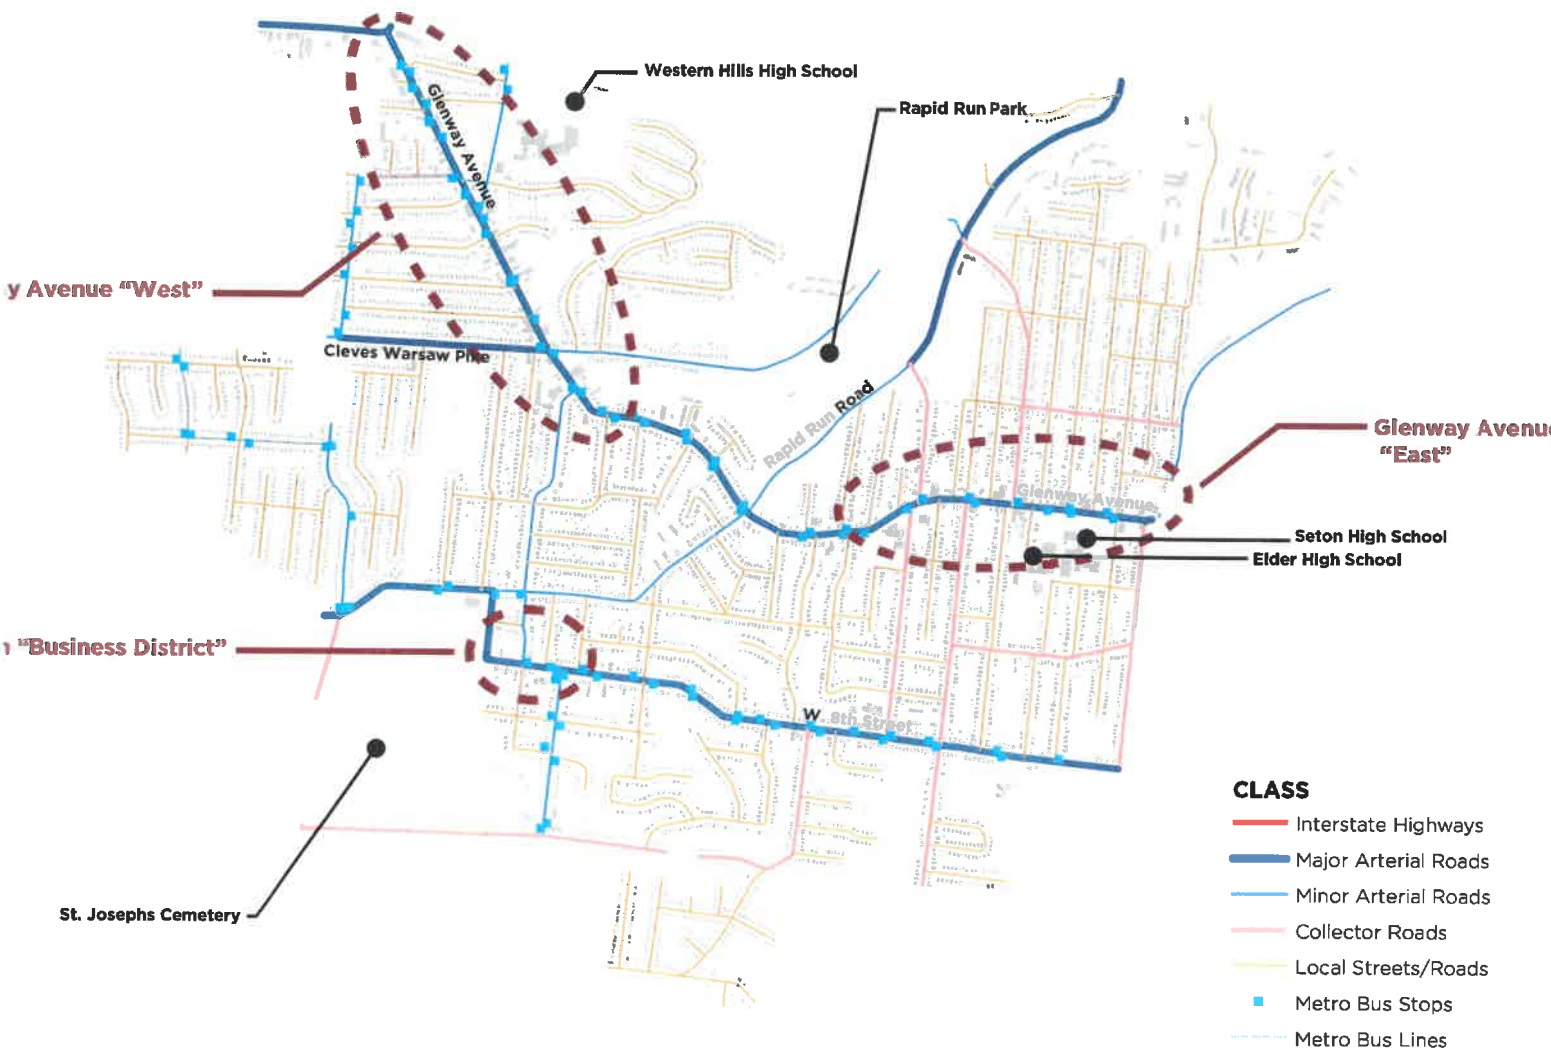 Western Hills High School
Rapid Run Park
Glenway Avenue
y Avenue “West”
Cleves Warsaw Pike
Rapid Run Road
Glenway Avenu
“East”
Glenway Avenue
Seton High School
Elder High School
“Business District”
W
8th Street
St. Josephs Cemetery
CLASS
Interstate Highways
Major Arterial Roads
Minor Arterial Roads
Collector Roads
Local Streets/Roads
Metro Bus Stops
Metro Bus Lines